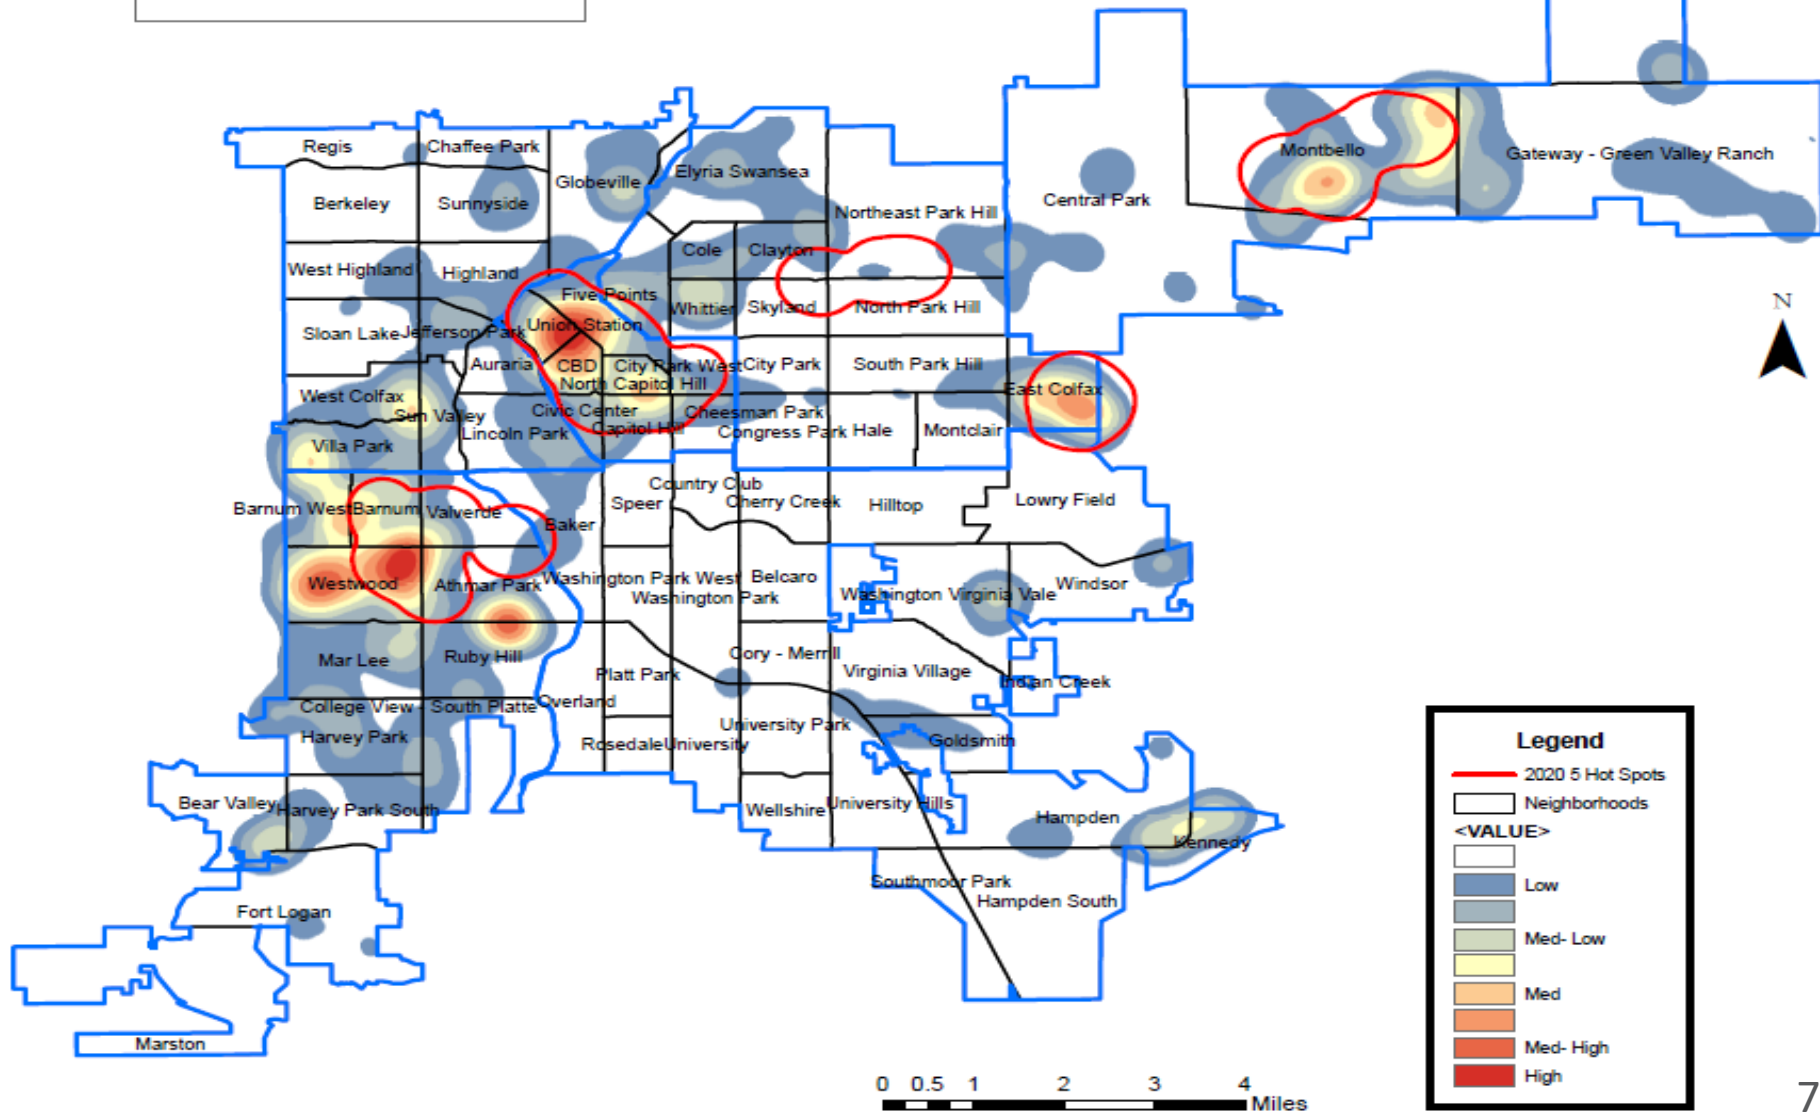 Regis
Chaffee Park
Globeville
Elyria Swansea
Montbello
Gateway - Green Valley Ranch
Berkeley
Sunnyside
Central Park
Northeast Park Hill
West Highland
Highland
Cole
Clayton
Five Points
Whittier
Skyland
North Park Hill
Sloan Lake
Jefferson Park
Union Station
Auraria
CBD
City Park West
City Park
South Park Hill
North Capitol Hill
East Colfax
West Colfax
Sun Valley
Civic Center
Cheesman Park
Lincoln Park
Capitol Hill
Congress Park
Hale
Montclair
Villa Park
Country Club
Barnum West
Barnum
Valverde
Baker
Speer
Cherry Creek
Hilltop
Lowry Field
Westwood
Athmar Park
Washington Park West
Belcaro
Washington Park
Washington Virginia Vale
Windsor
Mar Lee
Ruby Hill
Cory - Merrill
Platt Park
Virginia Village
Indian Creek
College View - South Platte
Overland
Harvey Park
Rosedale
University
University Park
Goldsmith
Bear Valley
Harvey Park South
Wellshire
University Hills
Hampden
Kennedy
Southmoor Park
Hampden South
Fort Logan
Marston
N
Legend
2020 5 Hot Spots
Neighborhoods
<VALUE>
Low
Med- Low
Med
Med- High
High
0 0.5 1 2 3 4
Miles
7